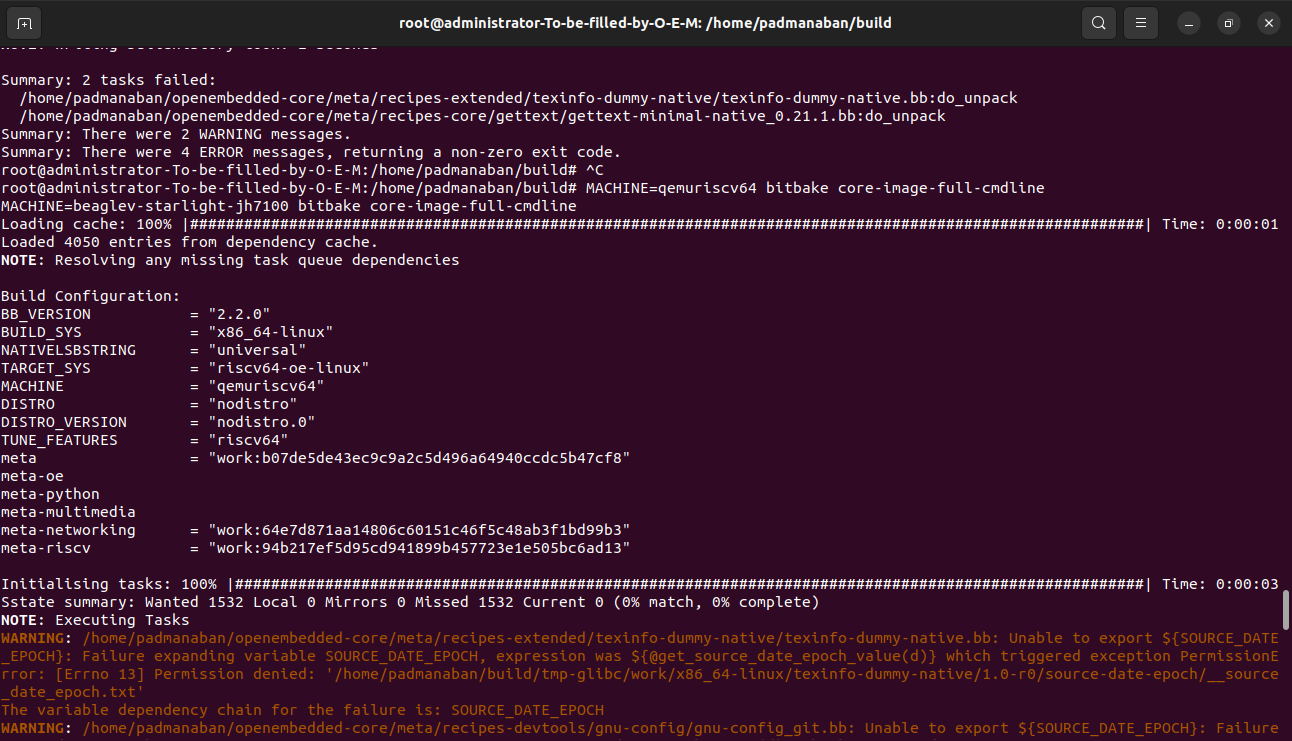 root@administrator-To-be-filled-by-O-E-M: /home/padmanaban/build
Summary: 2 tasks failed:
  /home/padmanaban/openembedded-core/meta/recipes-extended/texinfo-dummy-native/texinfo-dummy-native.bb:do_unpack
  /home/padmanaban/openembedded-core/meta/recipes-core/gettext/gettext-minimal-native_0.21.1.bb:do_unpack
Summary: There were 2 WARNING messages.
Summary: There were 4 ERROR messages, returning a non-zero exit code.
root@administrator-To-be-filled-by-O-E-M:/home/padmanaban/build# ^C
root@administrator-To-be-filled-by-O-E-M:/home/padmanaban/build# MACHINE=qemuriscv64 bitbake core-image-full-cmdline
MACHINE=beaglev-starlight-jh7100 bitbake core-image-full-cmdline
Loading cache: 100% |##########################################################################################################| Time: 0:00:01
Loaded 4050 entries from dependency cache.
NOTE: Resolving any missing task queue dependencies
Build Configuration:
BB_VERSION           = "2.2.0"
BUILD_SYS            = "x86_64-linux"
NATIVELSBSTRING      = "universal"
TARGET_SYS           = "riscv64-oe-linux"
MACHINE              = "qemuriscv64"
DISTRO               = "nodistro"
DISTRO_VERSION       = "nodistro.0"
TUNE_FEATURES        = "riscv64"
meta                 = "work:b07de5de43ec9c9a2c5d496a64940ccdc5b47cf8"
meta-oe
meta-python
meta-multimedia
meta-networking      = "work:64e7d871aa14806c60151c46f5c48ab3f1bd99b3"
meta-riscv           = "work:94b217ef5d95cd941899b457723e1e505bc6ad13"
Initialising tasks: 100% |#####################################################################################################| Time: 0:00:03
Sstate summary: Wanted 1532 Local 0 Mirrors 0 Missed 1532 Current 0 (0% match, 0% complete)
NOTE: Executing Tasks
WARNING: /home/padmanaban/openembedded-core/meta/recipes-extended/texinfo-dummy-native/texinfo-dummy-native.bb: Unable to export ${SOURCE_DATE
_EPOCH}: Failure expanding variable SOURCE_DATE_EPOCH, expression was ${@get_source_date_epoch_value(d)} which triggered exception PermissionE
rror: [Errno 13] Permission denied: '/home/padmanaban/build/tmp-glibc/work/x86_64-linux/texinfo-dummy-native/1.0-r0/source-date-epoch/__source
_date_epoch.txt'
The variable dependency chain for the failure is: SOURCE_DATE_EPOCH
WARNING: /home/padmanaban/openembedded-core/meta/recipes-devtools/gnu-config/gnu-config_git.bb: Unable to export ${SOURCE_DATE_EPOCH}: Failure